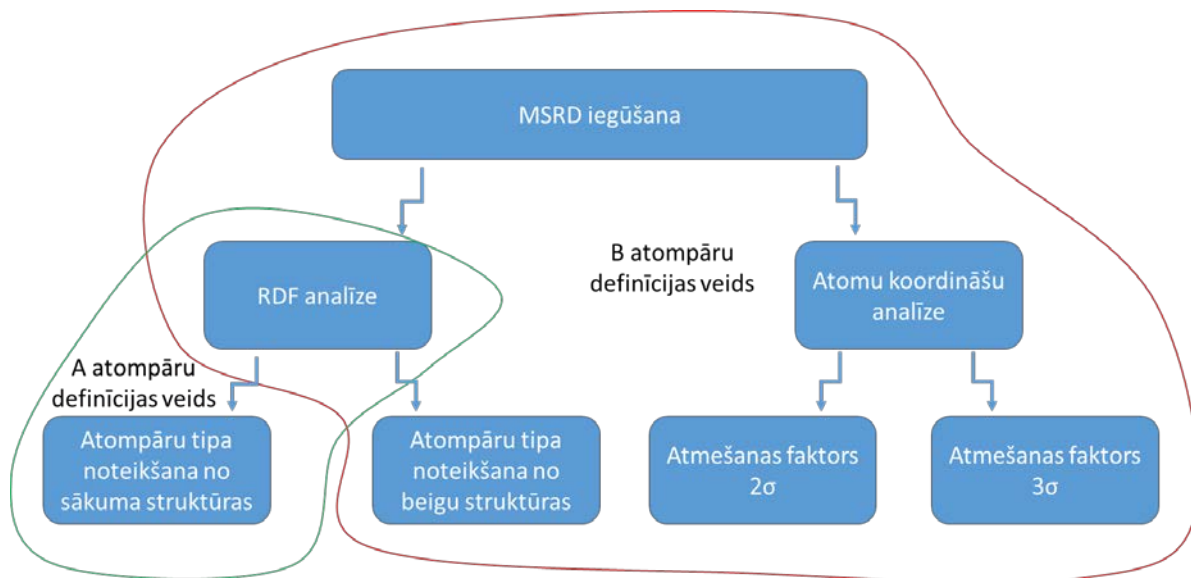 MSRD iegūšana
RDF analīze
B atompāru
definīcijas veids
Atomu koordināšu
analīze
A atompāru
definīcijas veids
Atompāru tipa
noteikšana no
sākuma struktūras
Atompāru tipa
noteikšana no
beigu struktūras
Atmešanas faktors
2σ
Atmešanas faktors
3σ